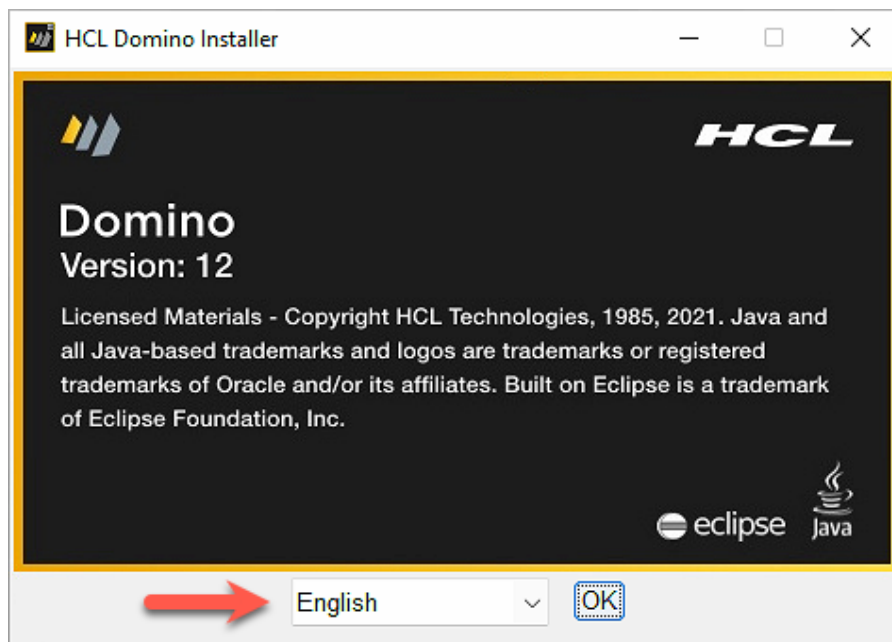 HCL Domino Installer
HCL
Domino
Version: 12
Licensed Materials - Copyright HCL Technologies, 1985, 2021. Java and
all Java-based trademarks and logos are trademarks or registered
trademarks of Oracle and/or its affiliates. Built on Eclipse is a trademark
of Eclipse Foundation, Inc.
eclipse
Java
English
OK